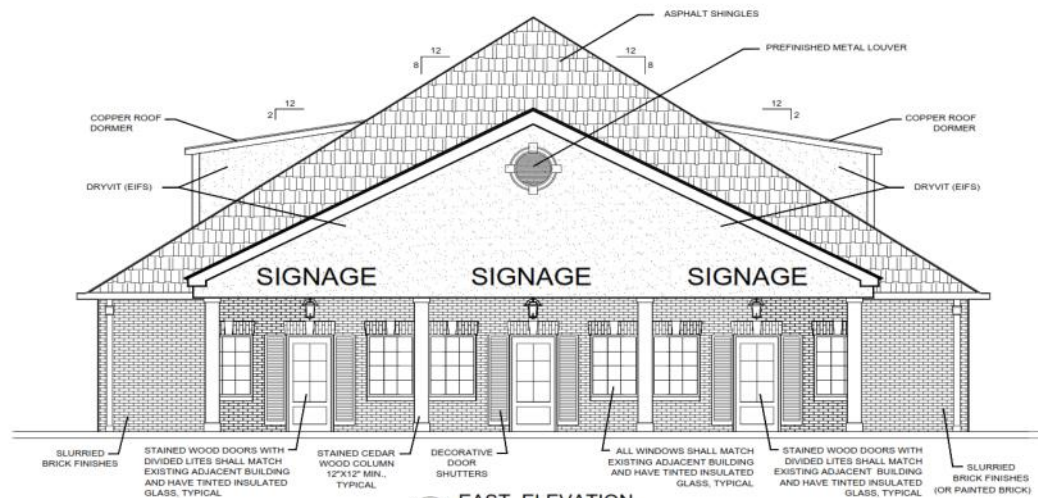 ASPHALT SHINGLES
12
8
12
8
PREFINISHED METAL LOUVER
12
2
12
2
COPPER ROOF
DORMER
COPPER ROOF
DORMER
DRYVIT (EIFS)
DRYVIT (EIFS)
SIGNAGE
SIGNAGE
SIGNAGE
SLURRIED
BRICK FINISHES
STAINED WOOD DOORS WITH
DIVIDED LITES SHALL MATCH
EXISTING ADJACENT BUILDING
AND HAVE TINTED INSULATED
GLASS, TYPICAL
STAINED CEDAR
WOOD COLUMN
12"X12" MIN.,
TYPICAL
DECORATIVE
DOOR
SHUTTERS
ALL WINDOWS SHALL MATCH
EXISTING ADJACENT BUILDING
AND HAVE TINTED INSULATED
GLASS, TYPICAL
STAINED WOOD DOORS WITH
DIVIDED LITES SHALL MATCH
EXISTING ADJACENT BUILDING
AND HAVE TINTED INSULATED
GLASS, TYPICAL
SLURRIED
BRICK FINISHES
(OR PAINTED BRICK)
EAST ELEVATION